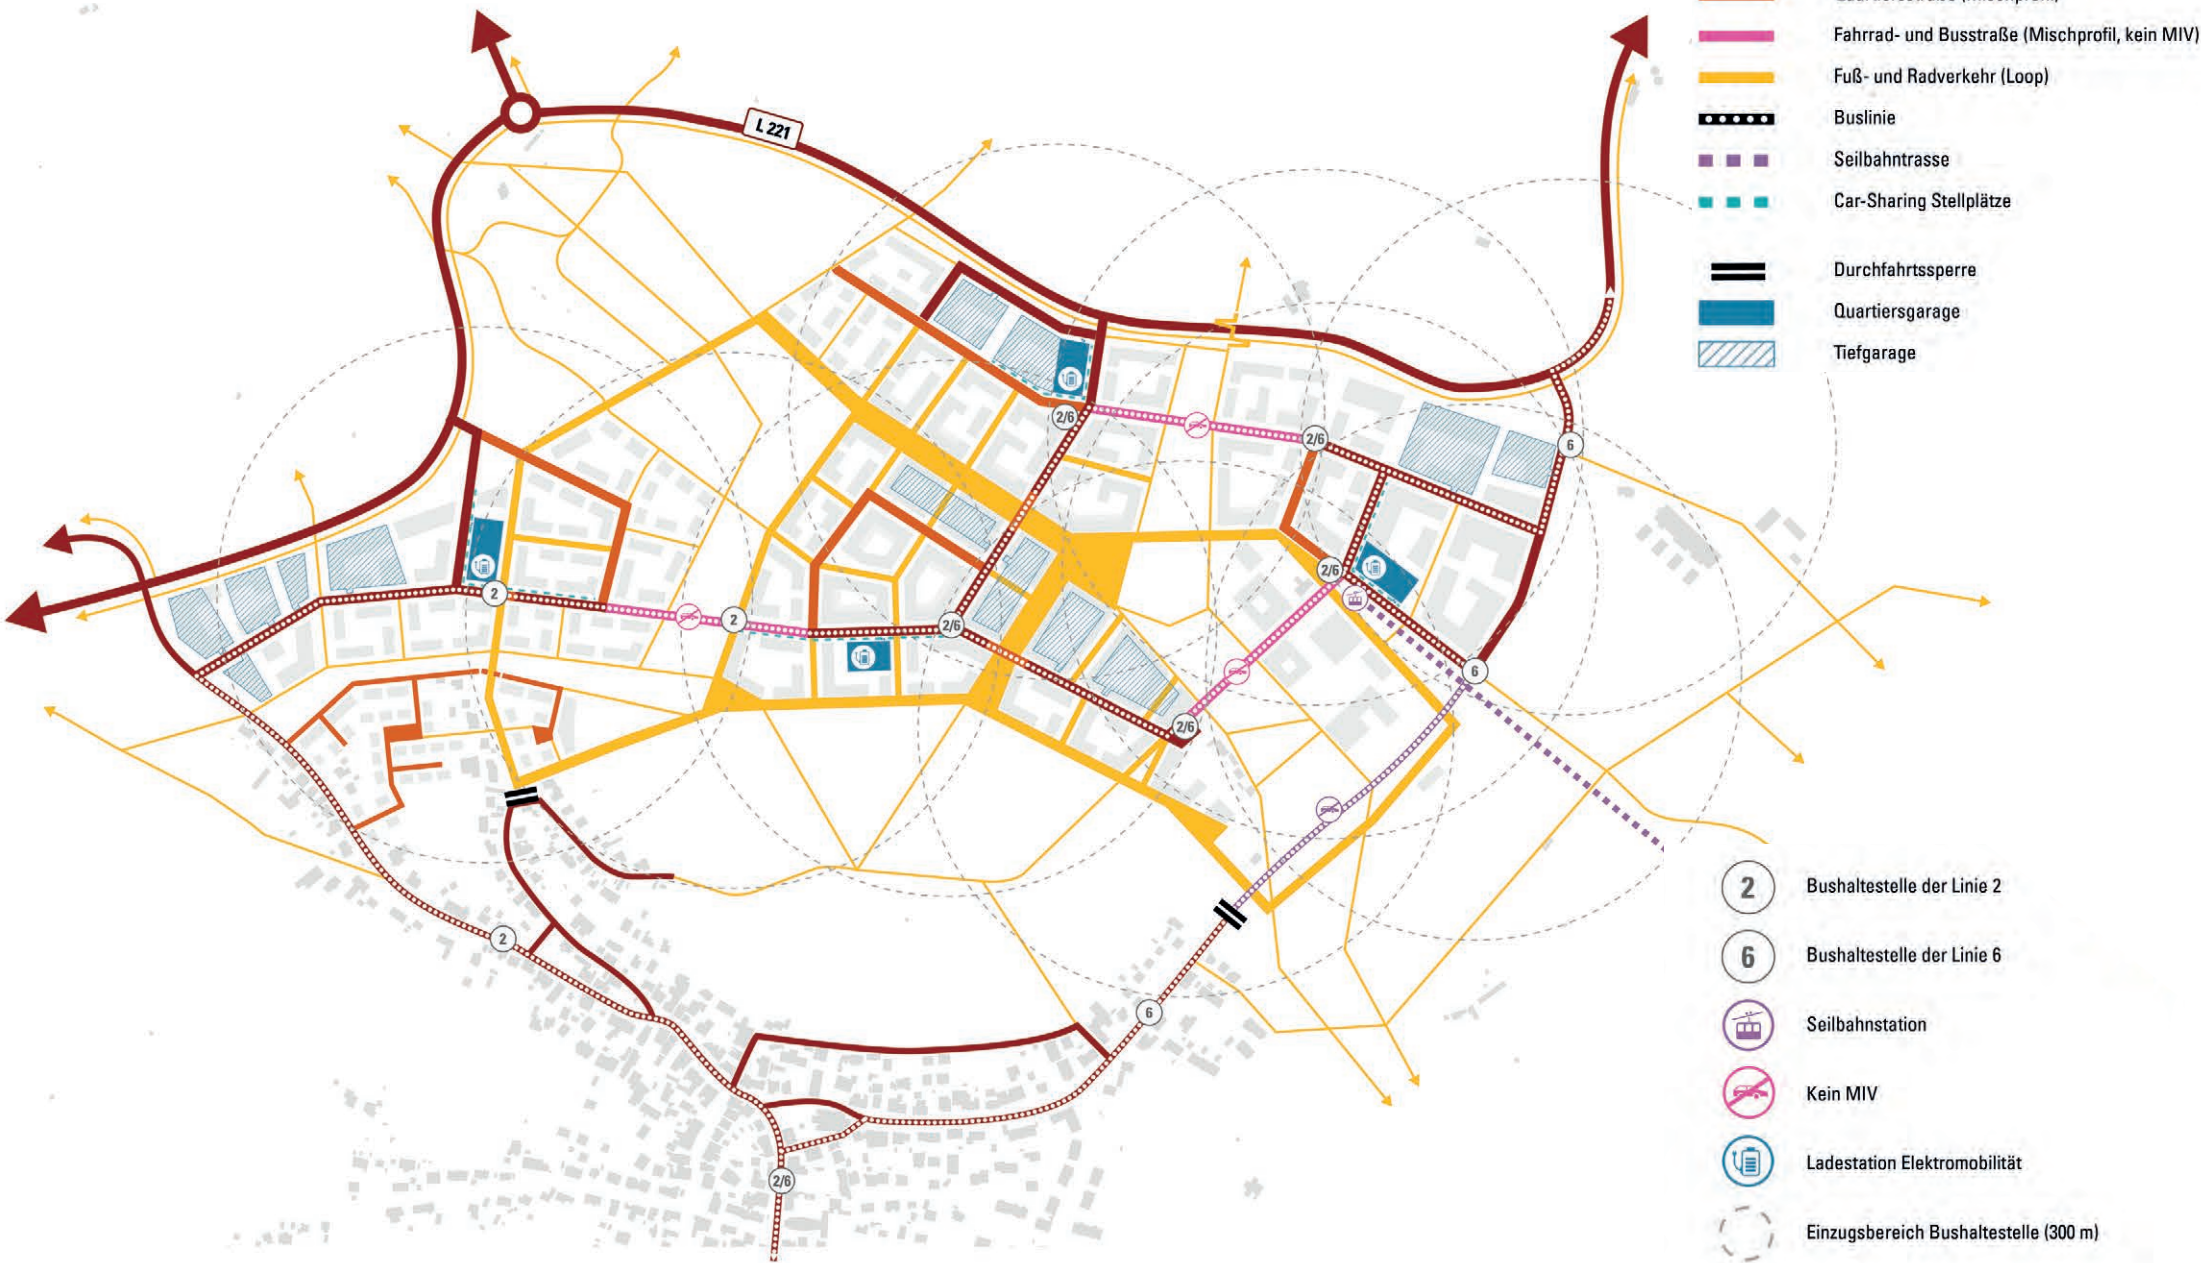 Fahrrad- und Busstraße (Mischprofil, kein MIV)
Fuß- und Radverkehr (Loop)
Buslinie
Seilbahntrasse
Car-Sharing Stellplätze
Durchfahrtssperre
Quartiersgarage
Tiefgarage
L 221
2/6
2/6
6
2/6
2
2
2/6
6
2/6
2
6
2/6
2 Bushaltestelle der Linie 2
6 Bushaltestelle der Linie 6
Seilbahnstation
Kein MIV
Ladestation Elektromobilität
Einzugsbereich Bushaltestelle (300 m)